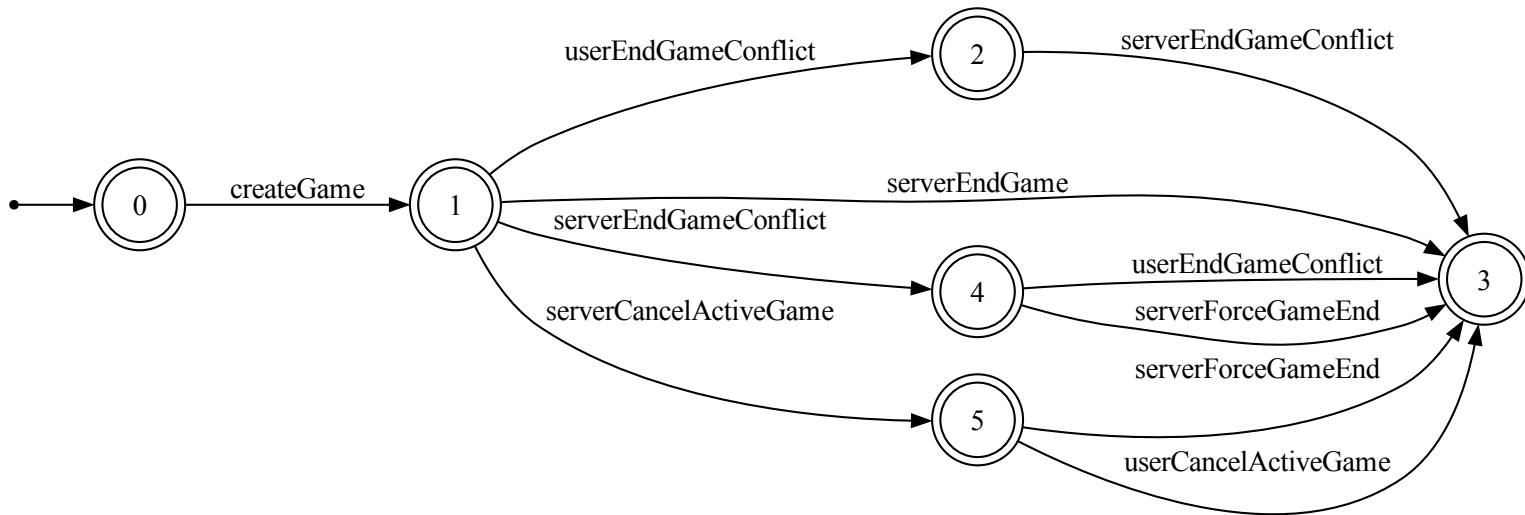 userEndGameConflict
2
serverEndGameConflict
0
createGame
1
serverEndGame
serverEndGameConflict
userEndGameConflict
3
4
serverForceGameEnd
serverCancelActiveGame
serverForceGameEnd
5
userCancelActiveGame